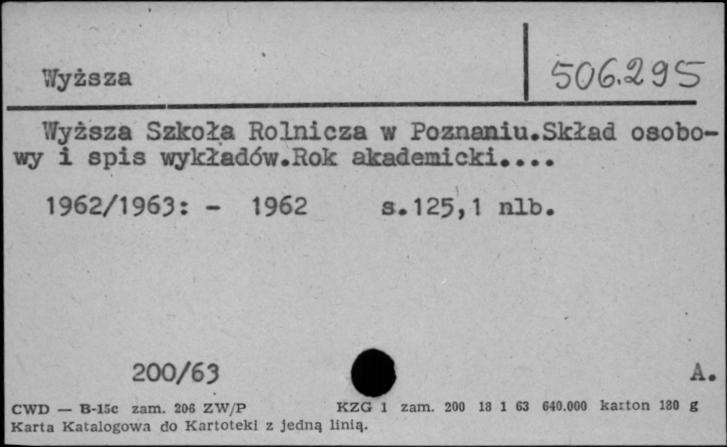 Wyższa 506.295
Wyższa Szkoła Rolnicza w Poznaniu.Skład osobo-
wy i spis wykładów.Rok akademicki....
1962/1963: - 1962 s.125,1 nlb.
200/63 A.
CWD — B-15c zam. 206 ZW/P KZG 1 zam. 200 18 1 63 640.000 karton 180 g
Karta Katalogowa do Kartoteki z jedną linią.